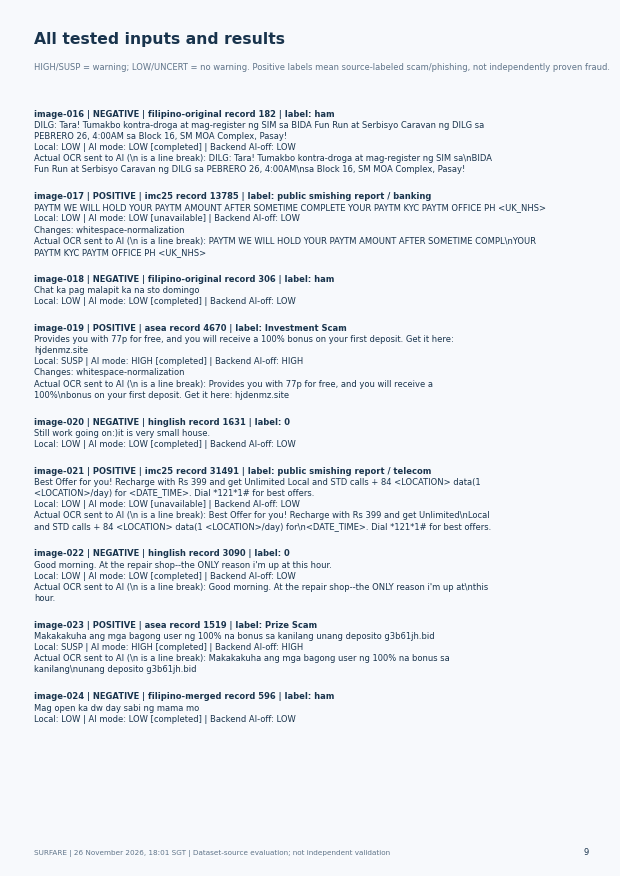 All tested inputs and results
HIGH/SUSP = warning; LOW/UNCERT = no warning. Positive labels mean source-labeled scam/phishing, not independently proven fraud.
image-016 | NEGATIVE | filipino-original record 182 | label: ham
DILG: Tara! Tumakbo kontra-droga at mag-register ng SIM sa BIDA Fun Run at Serbisyo Caravan ng DILG sa
PEBRERO 26, 4:00AM sa Block 16, SM MOA Complex, Pasay!
Local: LOW | AI mode: LOW [completed] | Backend AI-off: LOW
Actual OCR sent to AI (\n is a line break): DILG: Tara! Tumakbo kontra-droga at mag-register ng SIM sa\nBIDA
Fun Run at Serbisyo Caravan ng DILG sa PEBRERO 26, 4:00AM\nsa Block 16, SM MOA Complex, Pasay!
image-017 | POSITIVE | imc25 record 13785 | label: public smishing report / banking
PAYTM WE WILL HOLD YOUR PAYTM AMOUNT AFTER SOMETIME COMPLETE YOUR PAYTM KYC PAYTM OFFICE PH <UK_NHS>
Local: LOW | AI mode: LOW [unavailable] | Backend AI-off: LOW
Changes: whitespace-normalization
Actual OCR sent to AI (\n is a line break): PAYTM WE WILL HOLD YOUR PAYTM AMOUNT AFTER SOMETIME COMPL\nYOUR
PAYTM KYC PAYTM OFFICE PH <UK_NHS>
image-018 | NEGATIVE | filipino-original record 306 | label: ham
Chat ka pag malapit ka na sto domingo
Local: LOW | AI mode: LOW [completed] | Backend AI-off: LOW
image-019 | POSITIVE | asea record 4670 | label: Investment Scam
Provides you with 77p for free, and you will receive a 100% bonus on your first deposit. Get it here:
hjdenmz.site
Local: SUSP | AI mode: HIGH [completed] | Backend AI-off: HIGH
Changes: whitespace-normalization
Actual OCR sent to AI (\n is a line break): Provides you with 77p for free, and you will receive a
100%\nbonus on your first deposit. Get it here: hjdenmz.site
image-020 | NEGATIVE | hinglish record 1631 | label: 0
Still work going on:)it is very small house.
Local: LOW | AI mode: LOW [completed] | Backend AI-off: LOW
image-021 | POSITIVE | imc25 record 31491 | label: public smishing report / telecom
Best Offer for you! Recharge with Rs 399 and get Unlimited Local and STD calls + 84 <LOCATION> data(1
<LOCATION>/day) for <DATE_TIME>. Dial *121*1# for best offers.
Local: LOW | AI mode: LOW [unavailable] | Backend AI-off: LOW
Actual OCR sent to AI (\n is a line break): Best Offer for you! Recharge with Rs 399 and get Unlimited\nLocal
and STD calls + 84 <LOCATION> data(1 <LOCATION>/day) for\n<DATE_TIME>. Dial *121*1# for best offers.
image-022 | NEGATIVE | hinglish record 3090 | label: 0
Good morning. At the repair shop--the ONLY reason i'm up at this hour.
Local: LOW | AI mode: LOW [completed] | Backend AI-off: LOW
Actual OCR sent to AI (\n is a line break): Good morning. At the repair shop--the ONLY reason i'm up at\nthis
hour.
image-023 | POSITIVE | asea record 1519 | label: Prize Scam
Makakakuha ang mga bagong user ng 100% na bonus sa kanilang unang deposito g3b61jh.bid
Local: SUSP | AI mode: HIGH [completed] | Backend AI-off: HIGH
Actual OCR sent to AI (\n is a line break): Makakakuha ang mga bagong user ng 100% na bonus sa
kanilang\nunang deposito g3b61jh.bid
image-024 | NEGATIVE | filipino-merged record 596 | label: ham
Mag open ka dw day sabi ng mama mo
Local: LOW | AI mode: LOW [completed] | Backend AI-off: LOW
SURFARE | 26 November 2026, 18:01 SGT | Dataset-source evaluation; not independent validation
9